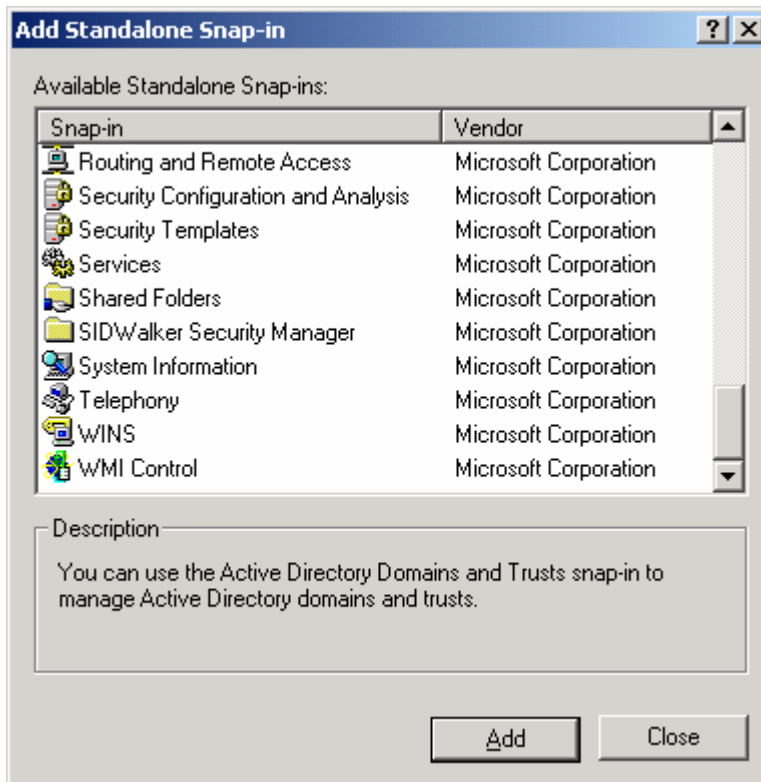 Add Standalone Snap-in
Available Standalone Snap-ins:
Snap-in Vendor
Routing and Remote Access Microsoft Corporation
Security Configuration and Analysis Microsoft Corporation
Security Templates Microsoft Corporation
Services Microsoft Corporation
Shared Folders Microsoft Corporation
SIDWalker Security Manager Microsoft Corporation
System Information Microsoft Corporation
Telephony Microsoft Corporation
WINS Microsoft Corporation
WMI Control Microsoft Corporation
Description
You can use the Active Directory Domains and Trusts snap-in to
manage Active Directory domains and trusts.
Add Close